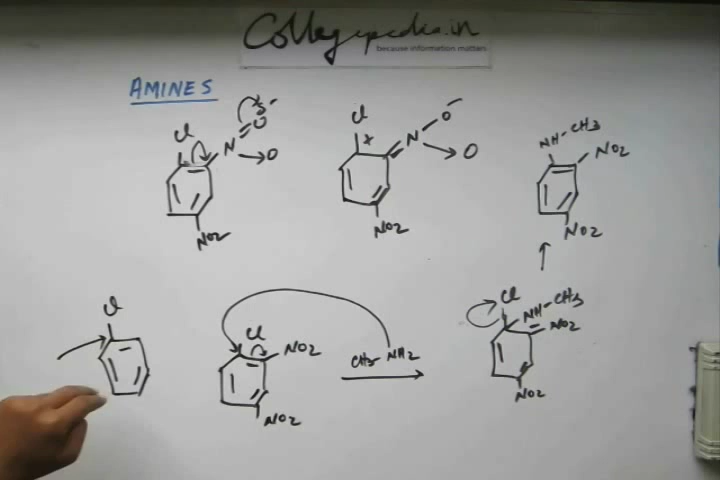 Collegepedia.in
because information matters
AMINES
Cl
N
O
-
O
NO2
Cl
*
N
O
-
O
NO2
NH-CH3
NO2
NO2
Cl
Cl
NO2
NO2
CH3-NH2
Cl
NH-CH3
NO2
NO2